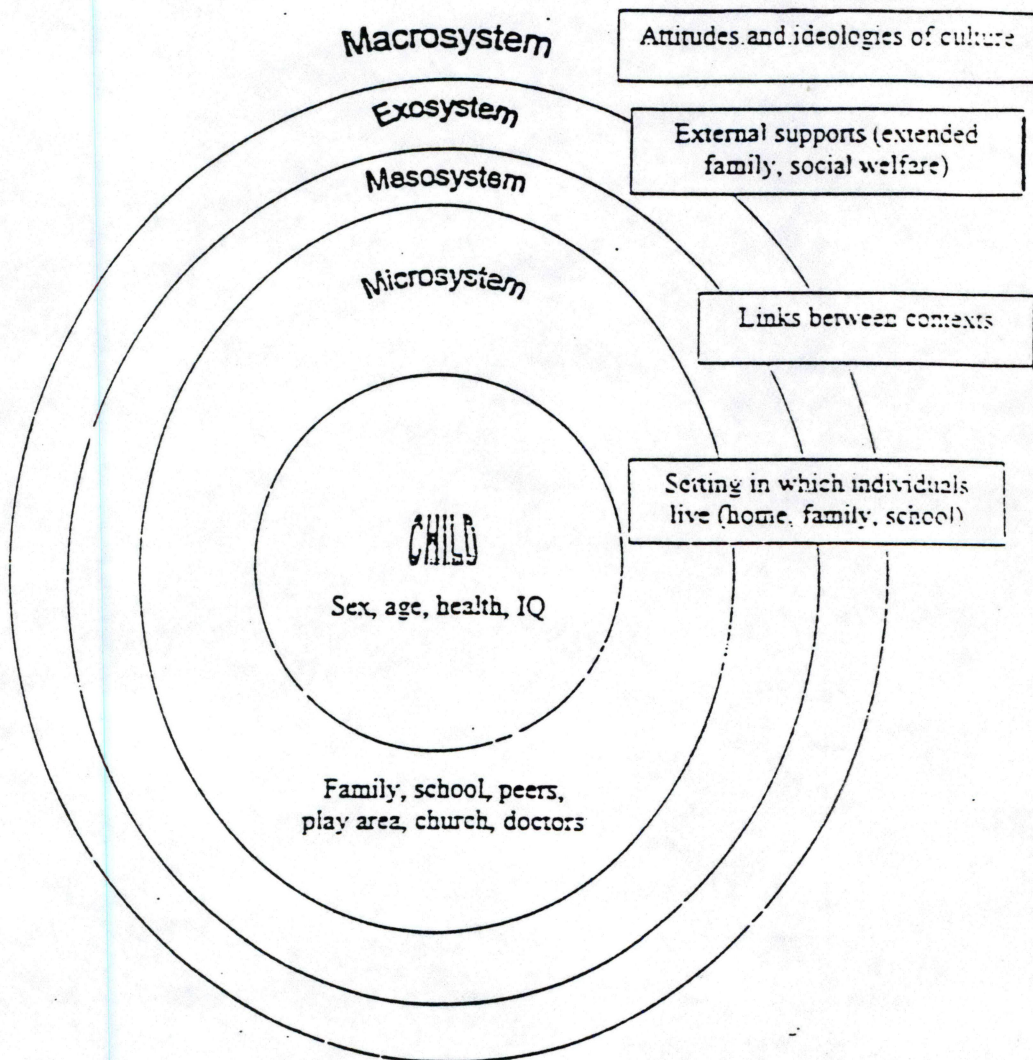 Macrosystem
Attitudes and ideologies of culture
Exosystem
External supports (extended
family, social welfare)
Mesosystem
Microsystem
Links between contexts
Setting in which individuals
live (home, family, school)
CHILD
Sex, age, health, IQ
Family, school, peers,
play area, church, doctors